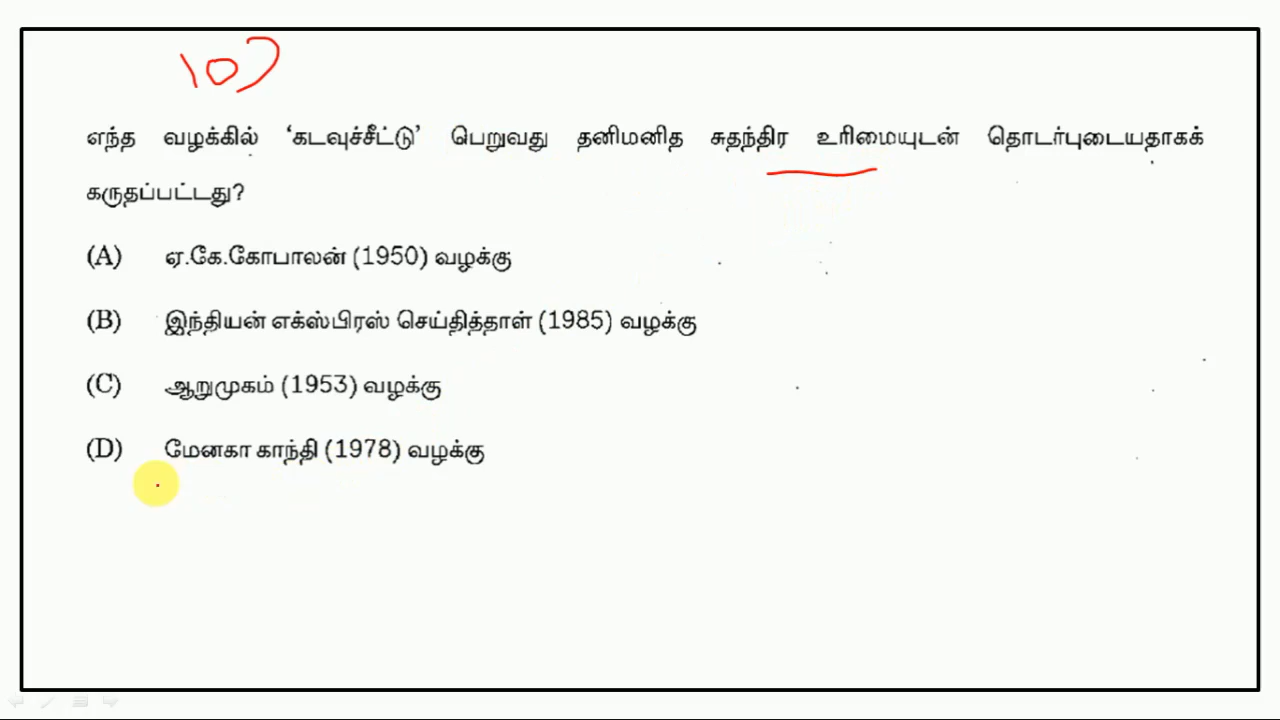 10)
எந்த வழக்கில் 'கடவுச்சீட்டு' பெறுவது தனிமனித சுதந்திர உரிமையுடன் தொடர்புடையதாகக்
கருதப்பட்டது?
(A) ஏ.கே.கோபாலன் (1950) வழக்கு
(B) இந்தியன் எக்ஸ்பிரஸ் செய்தித்தாள் (1985) வழக்கு
(C) ஆறுமுகம் (1953) வழக்கு
(D) மேனகா காந்தி (1978) வழக்கு